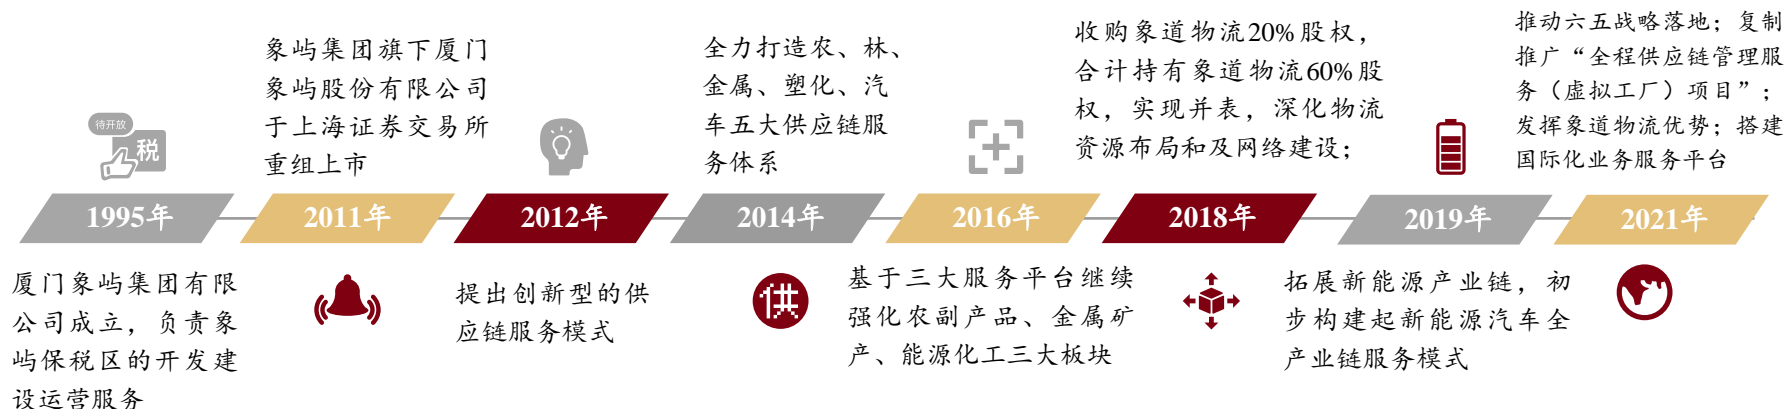 待开放
税
象屿集团旗下厦门
象屿股份有限公司
于上海证券交易所
重组上市
全力打造农、林、
金属、塑化、汽
车五大供应链服
务体系
收购象道物流20%股权，
合计持有象道物流60%股
权，实现并表，深化物流
资源布局和及网络建设；
推动六五战略落地；复制
推广“全程供应链管理服
务（虚拟工厂）项目”；
发挥象道物流优势；搭建
国际化业务服务平台
1995年
2011年
2012年
2014年
2016年
2018年
2019年
2021年
厦门象屿集团有限
公司成立，负责象
屿保税区的开发建
设运营服务
提出创新型的供
应链服务模式
供
基于三大服务平台继续
强化农副产品、金属矿
产、能源化工三大板块
拓展新能源产业链，初
步构建起新能源汽车全
产业链服务模式